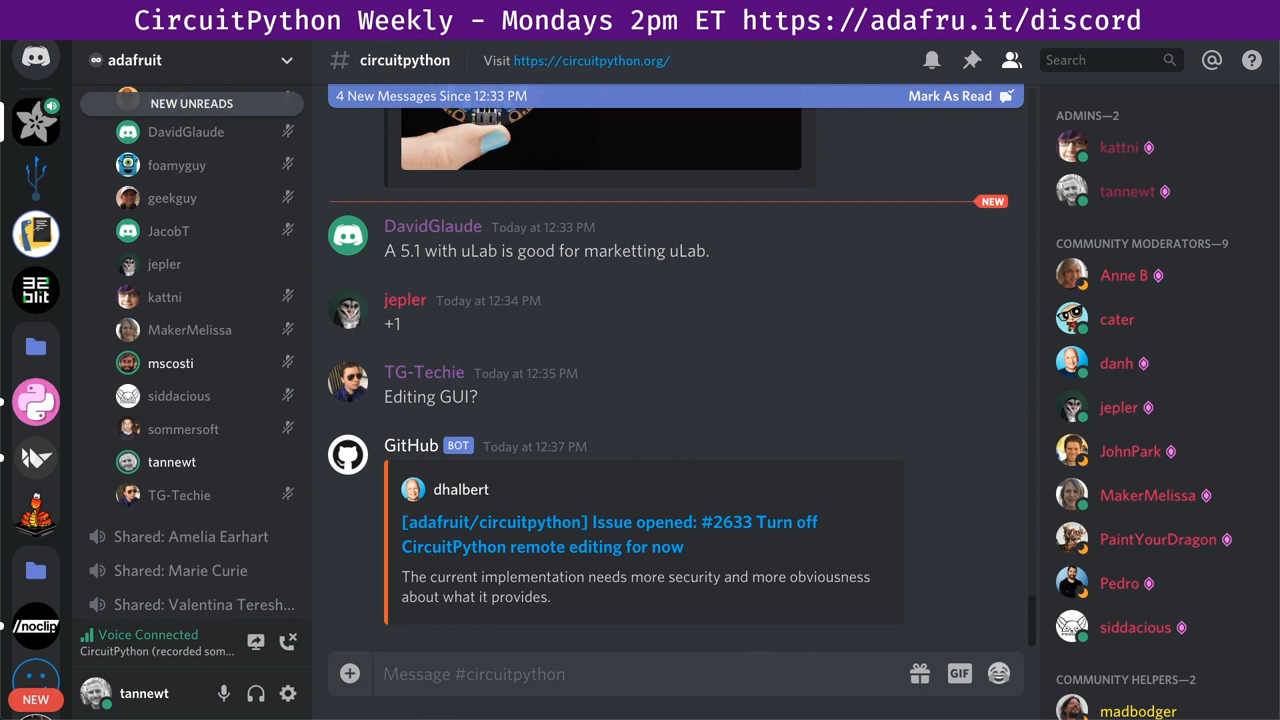 CircuitPython Weekly - Mondays 2pm ET https://adafru.it/discord
adafruit
NEW UNREADS
DavidGlaude
foamyguy
geekguy
JacobT
jepler
kattni
MakerMelissa
mscosti
siddacious
sommersoft
tannewt
TG-Techie
Shared: Amelia Earhart
Shared: Marie Curie
Shared: Valentina Teresh...
Voice Connected
CircuitPython (recorded som...
tannewt
32
blit
//noclip
NEW
# circuitpython
Visit https://circuitpython.org/
Search
4 New Messages Since 12:33 PM
Mark As Read
NEW
DavidGlaude Today at 12:33 PM
A 5.1 with uLab is good for marketting uLab.
jepler Today at 12:34 PM
+1
TG-Techie Today at 12:35 PM
Editing GUI?
GitHub BOT Today at 12:37 PM
dhalbert
[adafruit/circuitpython] Issue opened: #2633 Turn off
CircuitPython remote editing for now
The current implementation needs more security and more obviousness
about what it provides.
Message #circuitpython
GIF
ADMINS—2
kattni
tannewt
COMMUNITY MODERATORS—9
Anne B
cater
danh
jepler
JohnPark
MakerMelissa
PaintYourDragon
Pedro
siddacious
COMMUNITY HELPERS—2
madbodger